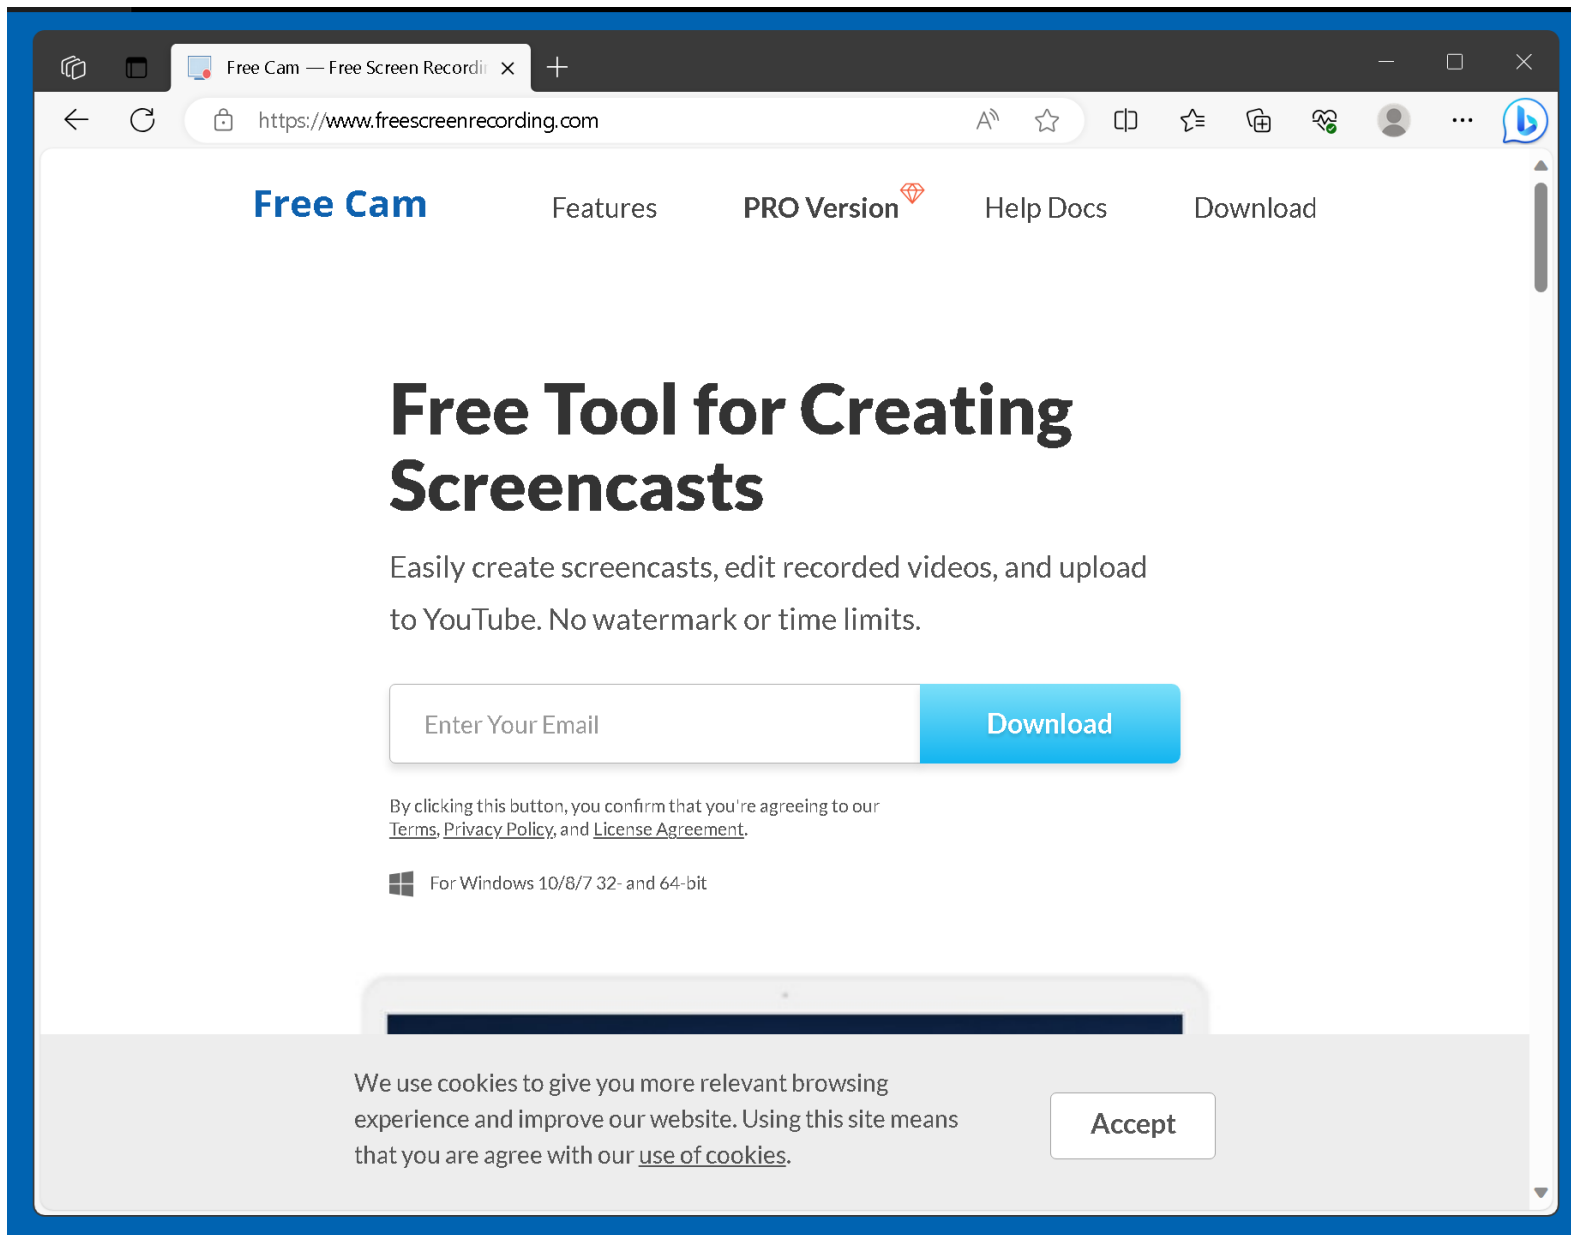 Free Cam — Free Screen Recordi
https://www.freescreenrecording.com
Free Cam
Features
PRO Version
Help Docs
Download
Free Tool for Creating
Screencasts
Easily create screencasts, edit recorded videos, and upload
to YouTube. No watermark or time limits.
Enter Your Email
Download
By clicking this button, you confirm that you're agreeing to our
Terms, Privacy Policy, and License Agreement.
For Windows 10/8/7 32- and 64-bit
We use cookies to give you more relevant browsing
experience and improve our website. Using this site means
that you are agree with our use of cookies.
Accept